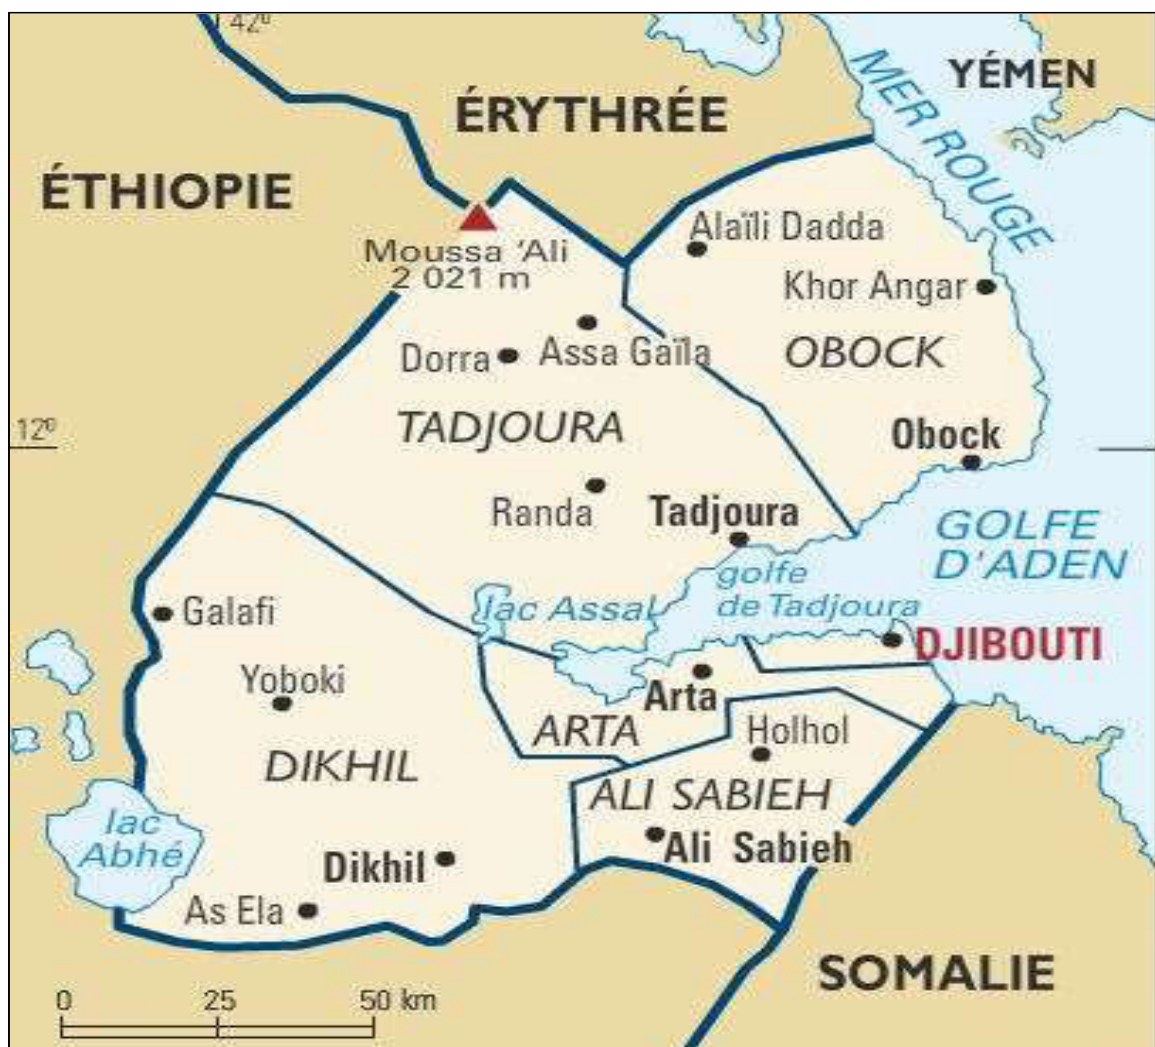 42º
YÉMEN
MER ROUGE
ÉRYTHRÉE
ÉTHIOPIE
Moussa 'Ali
2 021 m
Alaïli Dadda
Khor Angar
Dorra
Assa Gaïla
OBOCK
TADJOURA
12º
Obock
Randa
Tadjoura
GOLFE
D'ADEN
golfe
de Tadjoura
lac Assal
Galafi
DJIBOUTI
Yoboki
Arta
ARTA
Holhol
DIKHIL
ALI SABIEH
lac
Abhé
Ali Sabieh
Dikhil
As Ela
SOMALIE
0 25 50 km